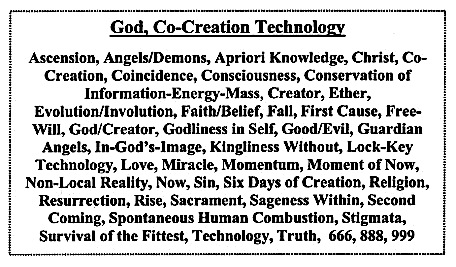 God, Co-Creation Technology
Ascension, Angels/Demons, Apriori Knowledge, Christ, Co-
Creation, Coincidence, Consciousness, Conservation of
Information-Energy-Mass, Creator, Ether,
Evolution/Involution, Faith/Belief, Fall, First Cause, Free-
Will, God/Creator, Godliness in Self, Good/Evil, Guardian
Angels, In-God's-Image, Kingliness Without, Lock-Key
Technology, Love, Miracle, Momentum, Moment of Now,
Non-Local Reality, Now, Sin, Six Days of Creation, Religion,
Resurrection, Rise, Sacrament, Sageness Within, Second
Coming, Spontaneous Human Combustion, Stigmata,
Survival of the Fittest, Technology, Truth, 666, 888, 999